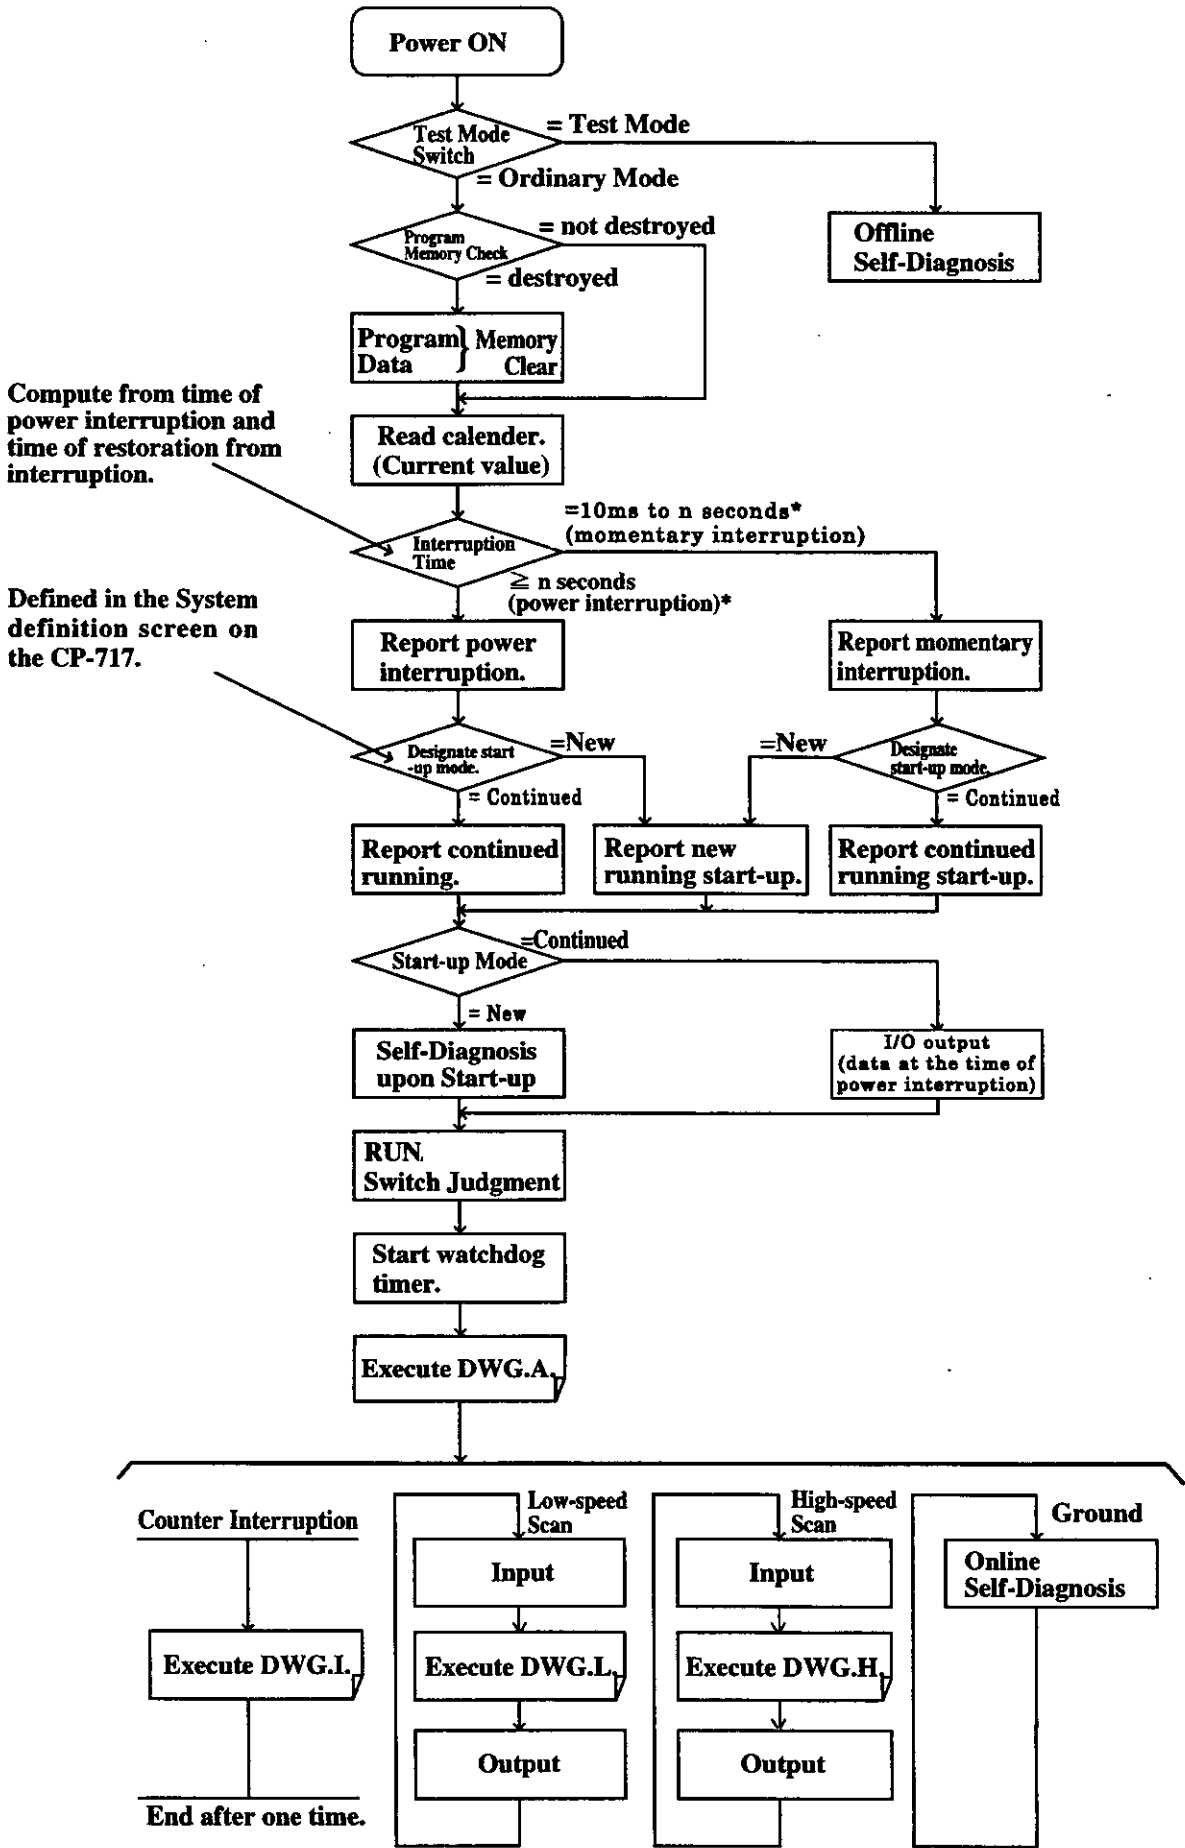 Power ON
Test Mode
Switch
= Test Mode
= Ordinary Mode
Offline
Self-Diagnosis
Program
Memory Check
= not destroyed
= destroyed
Program
Data
} Memory
Clear
Compute from time of
power interruption and
time of restoration from
interruption.
Read calender.
(Current value)
Interruption
Time
=10ms to n seconds*
(momentary interruption)
≧ n seconds
(power interruption)*
Defined in the System
definition screen on
the CP-717.
Report power
interruption.
Report momentary
interruption.
Designate start
-up mode.
=New
=New
Designate
start-up mode.
= Continued
= Continued
Report continued
running.
Report new
running start-up.
Report continued
running start-up.
Start-up Mode
=Continued
= New
Self-Diagnosis
upon Start-up
I/O output
(data at the time of
power interruption)
RUN
Switch Judgment
Start watchdog
timer.
Execute DWG.A.
Counter Interruption
Execute DWG.I.
End after one time.
Low-speed
Scan
Input
Execute DWG.L.
Output
High-speed
Scan
Input
Execute DWG.H.
Output
Ground
Online
Self-Diagnosis